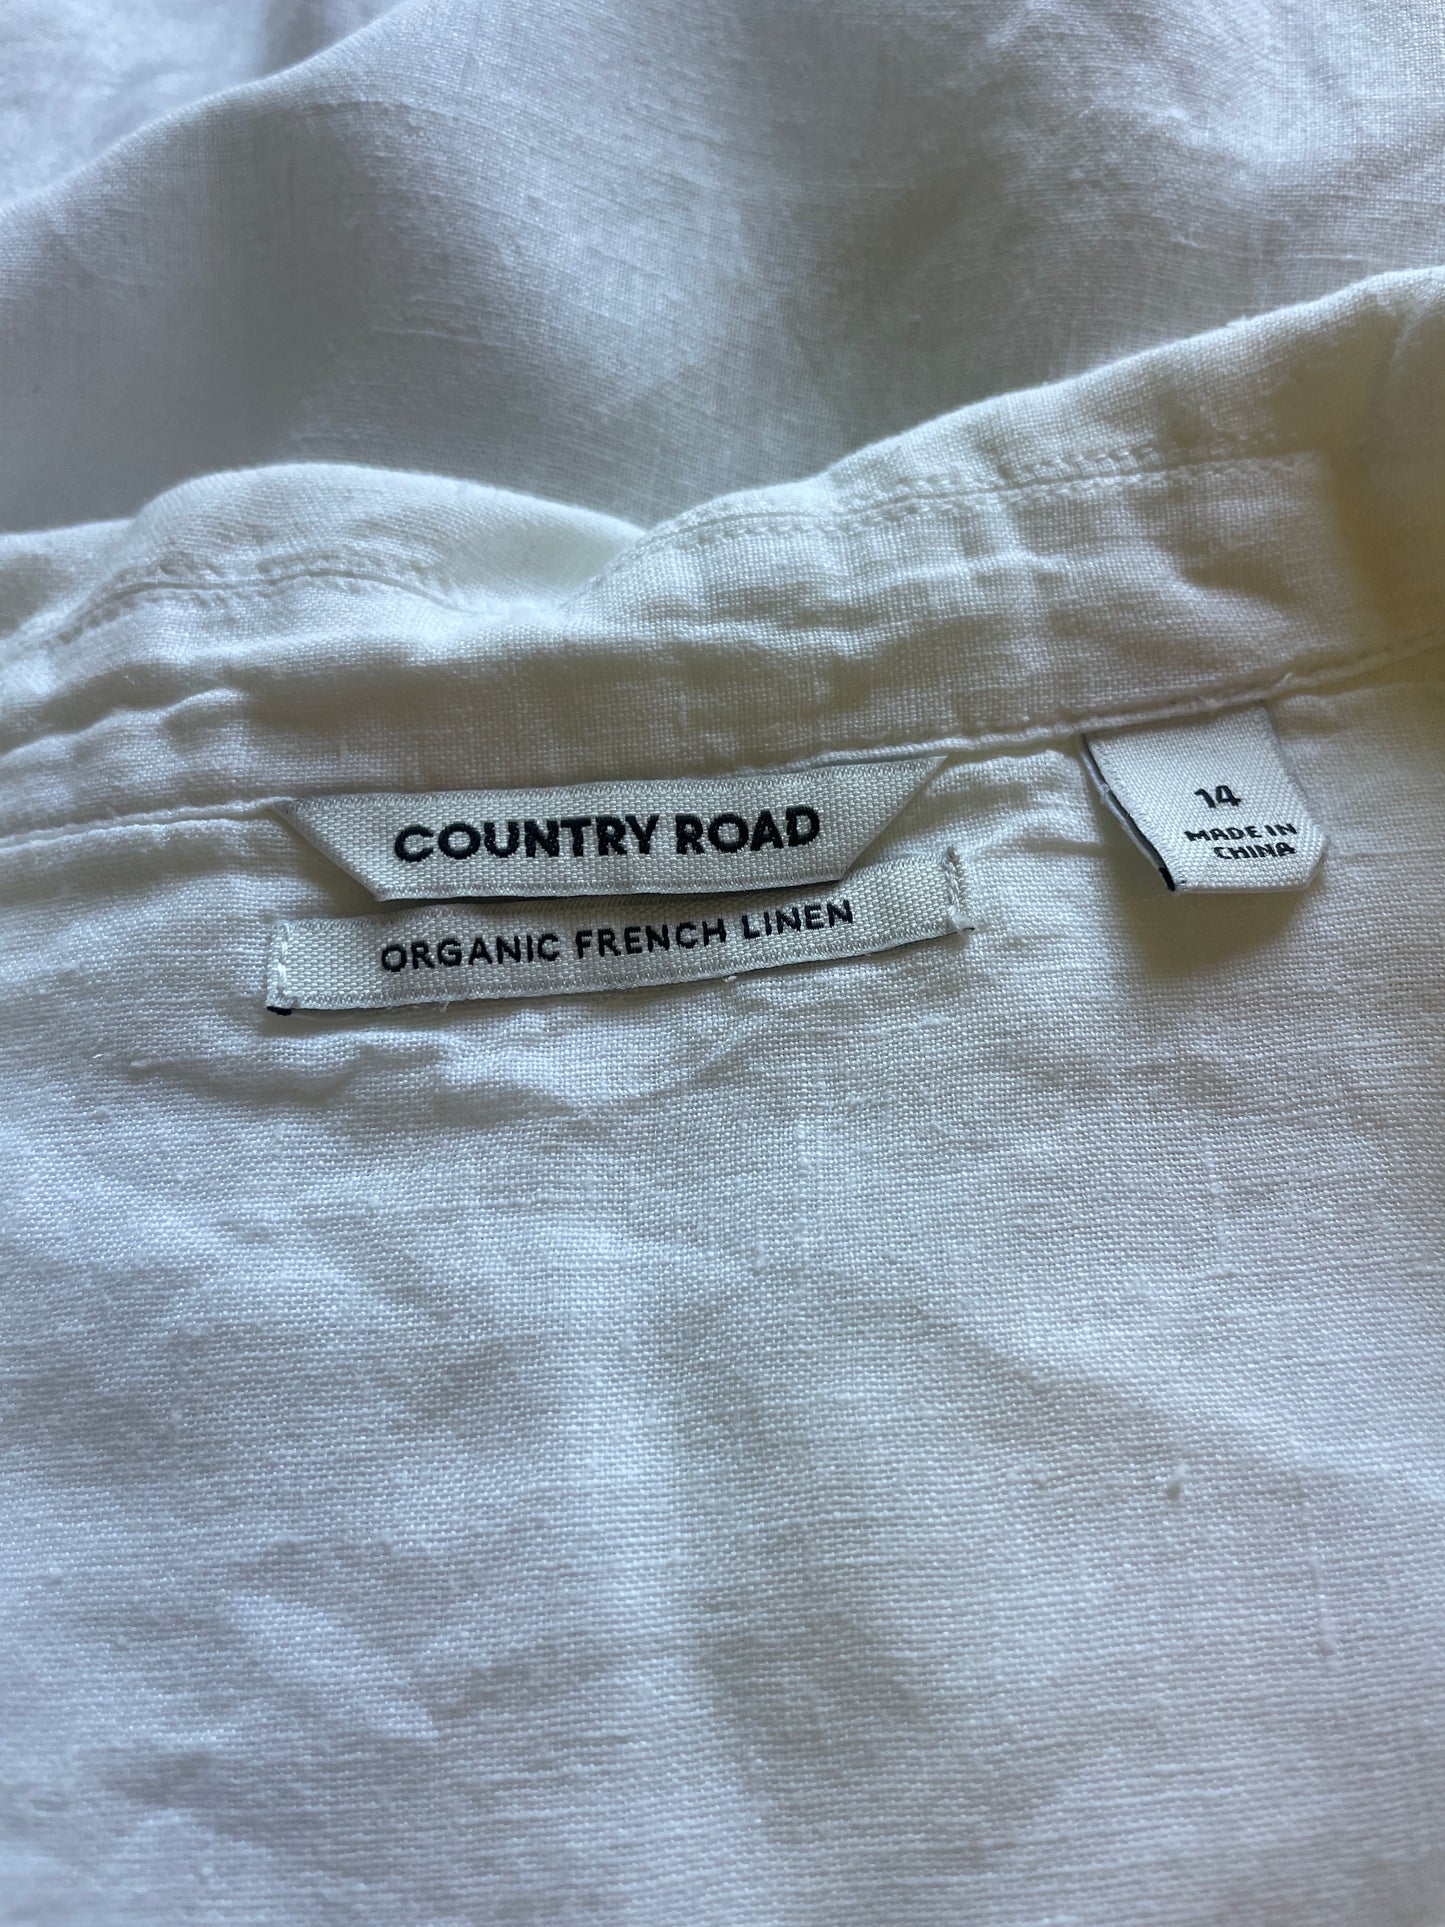 COUNTRY ROAD
ORGANIC FRENCH LINEN
14
MADE IN
CHINA